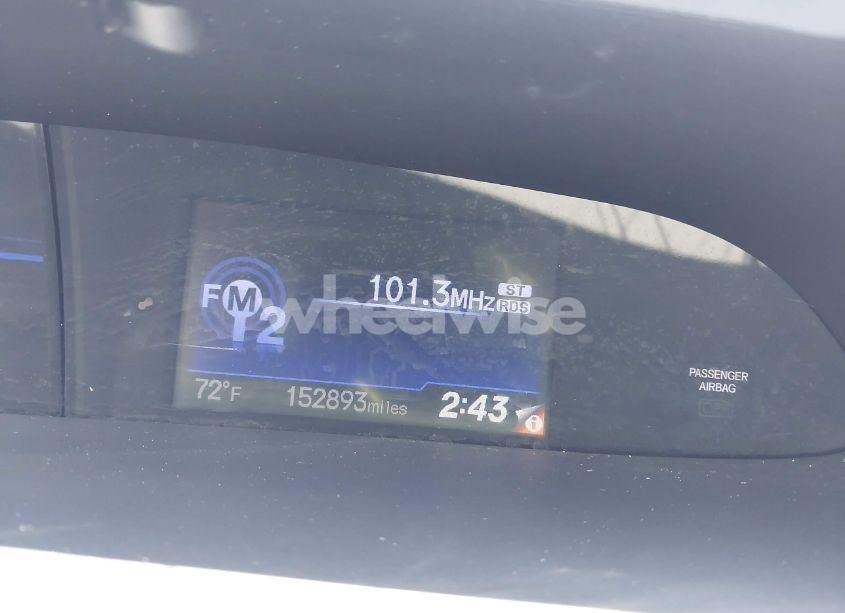 101.3MHz ST
RDS
FM
2
wheelwise
72°F 152893miles 2:43
i
PASSENGER
AIRBAG